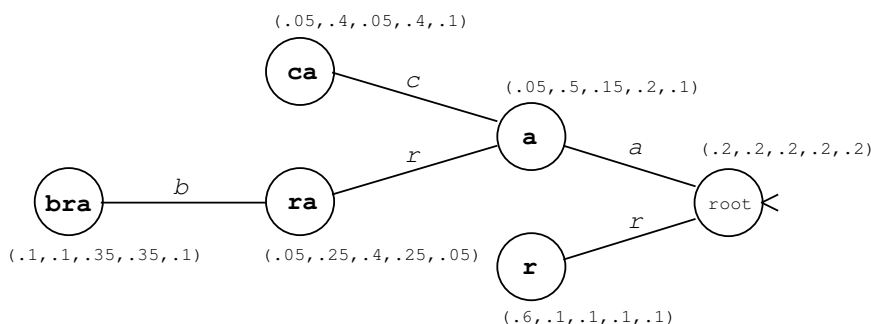 (.05,.4,.05,.4,.1)
ca
c
(.05,.5,.15,.2,.1)
a
a
(.2,.2,.2,.2,.2)
r
b
bra
ra
root
r
(.1,.1,.35,.35,.1)
(.05,.25,.4,.25,.05)
r
(.6,.1,.1,.1,.1)